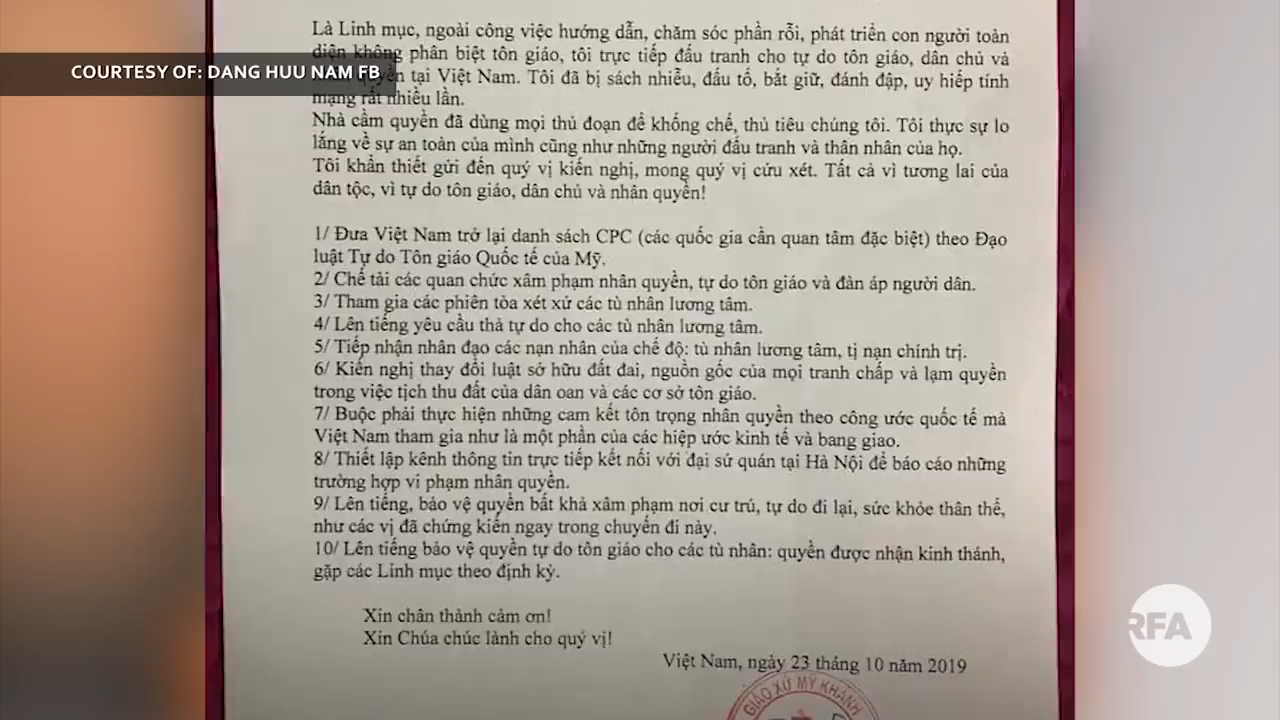 Là Linh mục, ngoài công việc hướng dẫn, chăm sóc phần rỗi, phát triển con người toàn
diện không phân biệt tôn giáo, tôi trực tiếp đấu tranh cho tự do tôn giáo, dân chủ và
COURTESY OF: DANG HUU NAM FB
tại Việt Nam. Tôi đã bị sách nhiễu, đấu tố, bắt giữ, đánh đập, uy hiếp tính
mạng rất nhiều lần.
Nhà cầm quyền đã dùng mọi thủ đoạn để khống chế, thủ tiêu chúng tôi. Tôi thực sự lo
lắng về sự an toàn của mình cũng như những người đấu tranh và thân nhân của họ.
Tôi khẩn thiết gửi đến quý vị kiến nghị, mong quý vị cứu xét. Tất cả vì tương lai của
dân tộc, vì tự do tôn giáo, dân chủ và nhân quyền!
1/ Đưa Việt Nam trở lại danh sách CPC (các quốc gia cần quan tâm đặc biệt) theo Đạo
luật Tự do Tôn giáo Quốc tế của Mỹ.
2/ Chế tài các quan chức xâm phạm nhân quyền, tự do tôn giáo và đàn áp người dân.
3/ Tham gia các phiên tòa xét xử các tù nhân lương tâm.
4/ Lên tiếng yêu cầu thả tự do cho các tù nhân lương tâm.
5/ Tiếp nhận nhân đạo các nạn nhân của chế độ: tù nhân lương tâm, tị nạn chính trị.
6/ Kiến nghị thay đổi luật sở hữu đất đai, nguồn gốc của mọi tranh chấp và lạm quyền
trong việc tịch thu đất của dân oan và các cơ sở tôn giáo.
7/ Buộc phải thực hiện những cam kết tôn trọng nhân quyền theo công ước quốc tế mà
Việt Nam tham gia như là một phần của các hiệp ước kinh tế và bang giao.
8/ Thiết lập kênh thông tin trực tiếp kết nối với đại sứ quán tại Hà Nội để báo cáo những
trường hợp vi phạm nhân quyền.
9/ Lên tiếng, bảo vệ quyền bất khả xâm phạm nơi cư trú, tự do đi lại, sức khỏe thân thể,
như các vị đã chứng kiến ngay trong chuyến đi này.
10/ Lên tiếng bảo vệ quyền tự do tôn giáo cho các tù nhân: quyền được nhận kinh thánh,
gặp các Linh mục theo định kỳ.
Xin chân thành cảm ơn!
Xin Chúa chúc lành cho quý vị!
RFA
Việt Nam, ngày 23 tháng 10 năm 2019
GIÁO XỨ MỸ KHÁNH